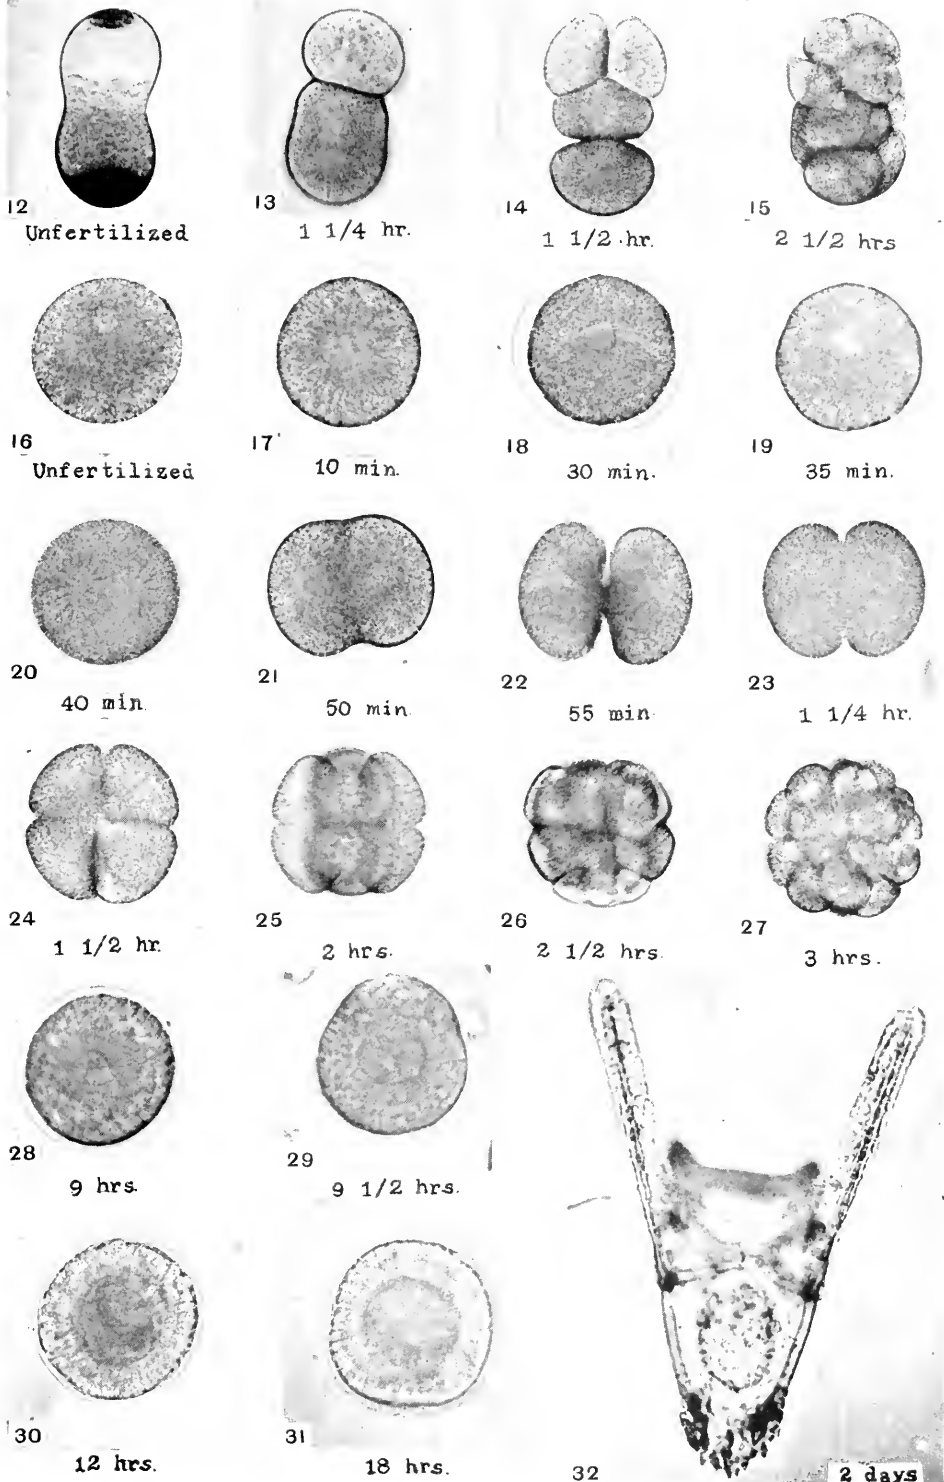 12
Unfertilized
13
1 1/4 hr.
14
1 1/2 hr.
15
2 1/2 hrs
16
Unfertilized
17
10 min.
18
30 min.
19
35 min.
20
40 min.
21
50 min
22
55 min
23
1 1/4 hr.
24
1 1/2 hr.
25
2 hrs.
26
2 1/2 hrs.
27
3 hrs.
28
9 hrs.
29
9 1/2 hrs.
30
12 hrs.
31
18 hrs.
32
2 days